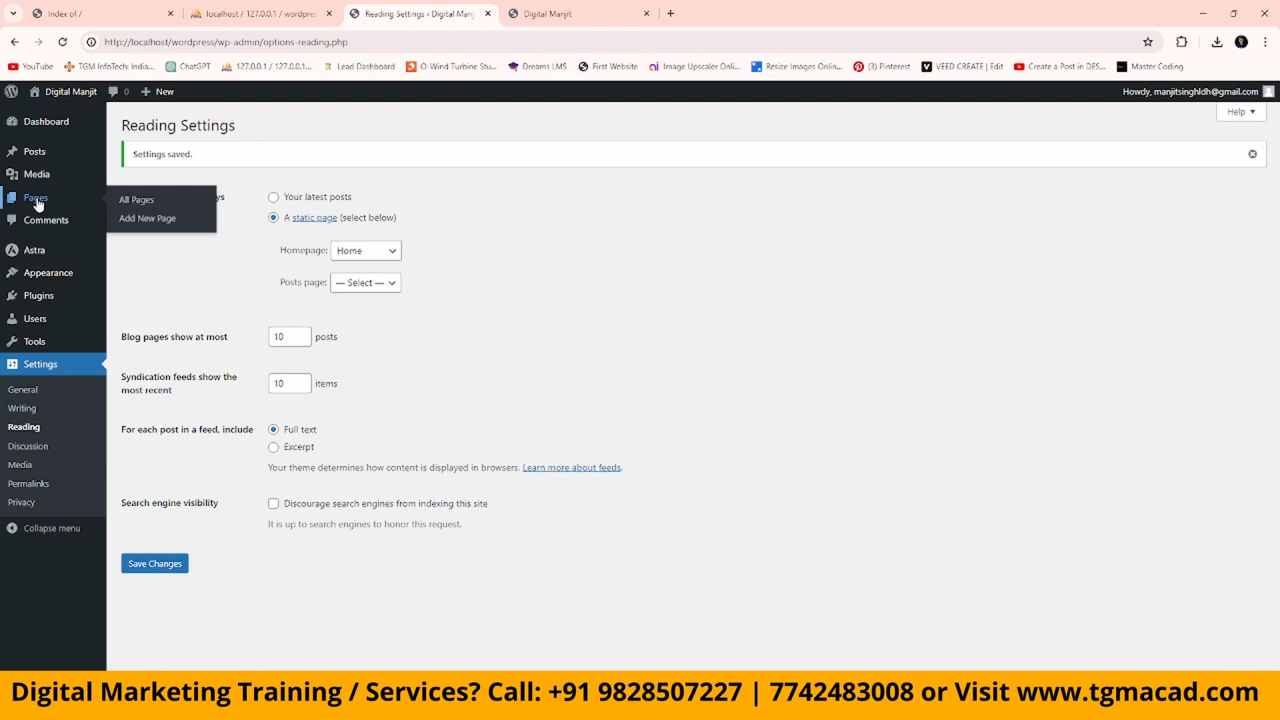 Index of /
localhost / 127.0.0.1 / wordpre
Reading Settings ‹ Digital Manj
Digital Manjit
http://localhost/wordpress/wp-admin/options-reading.php
YouTube
TGM InfoTech: India...
ChatGPT
127.0.0.1 / 127.0.0.1...
Lead Dashboard
O-Wind Turbine Stu...
Dreams LMS
First Website
Image Upscaler Onli...
Resize Images Onlin...
(3) Pinterest
VEED CREATE | Edit
Create a Post in DES...
Master Coding
Digital Manjit
0
New
Howdy, manjitsinghldh@gmail.com
Help
Dashboard
Posts
Media
Pages
Comments
Astra
Appearance
Plugins
Users
Tools
Settings
General
Writing
Reading
Discussion
Media
Permalinks
Privacy
Collapse menu
All Pages
Add New Page
Reading Settings
Settings saved.
Your latest posts
A static page (select below)
Homepage: Home
Posts page: — Select —
Blog pages show at most 10 posts
Syndication feeds show the
most recent
10 items
For each post in a feed, include
Full text
Excerpt
Your theme determines how content is displayed in browsers. Learn more about feeds.
Search engine visibility
Discourage search engines from indexing this site
It is up to search engines to honor this request.
Save Changes
Digital Marketing Training / Services? Call: +91 9828507227 | 7742483008 or Visit www.tgmacad.com